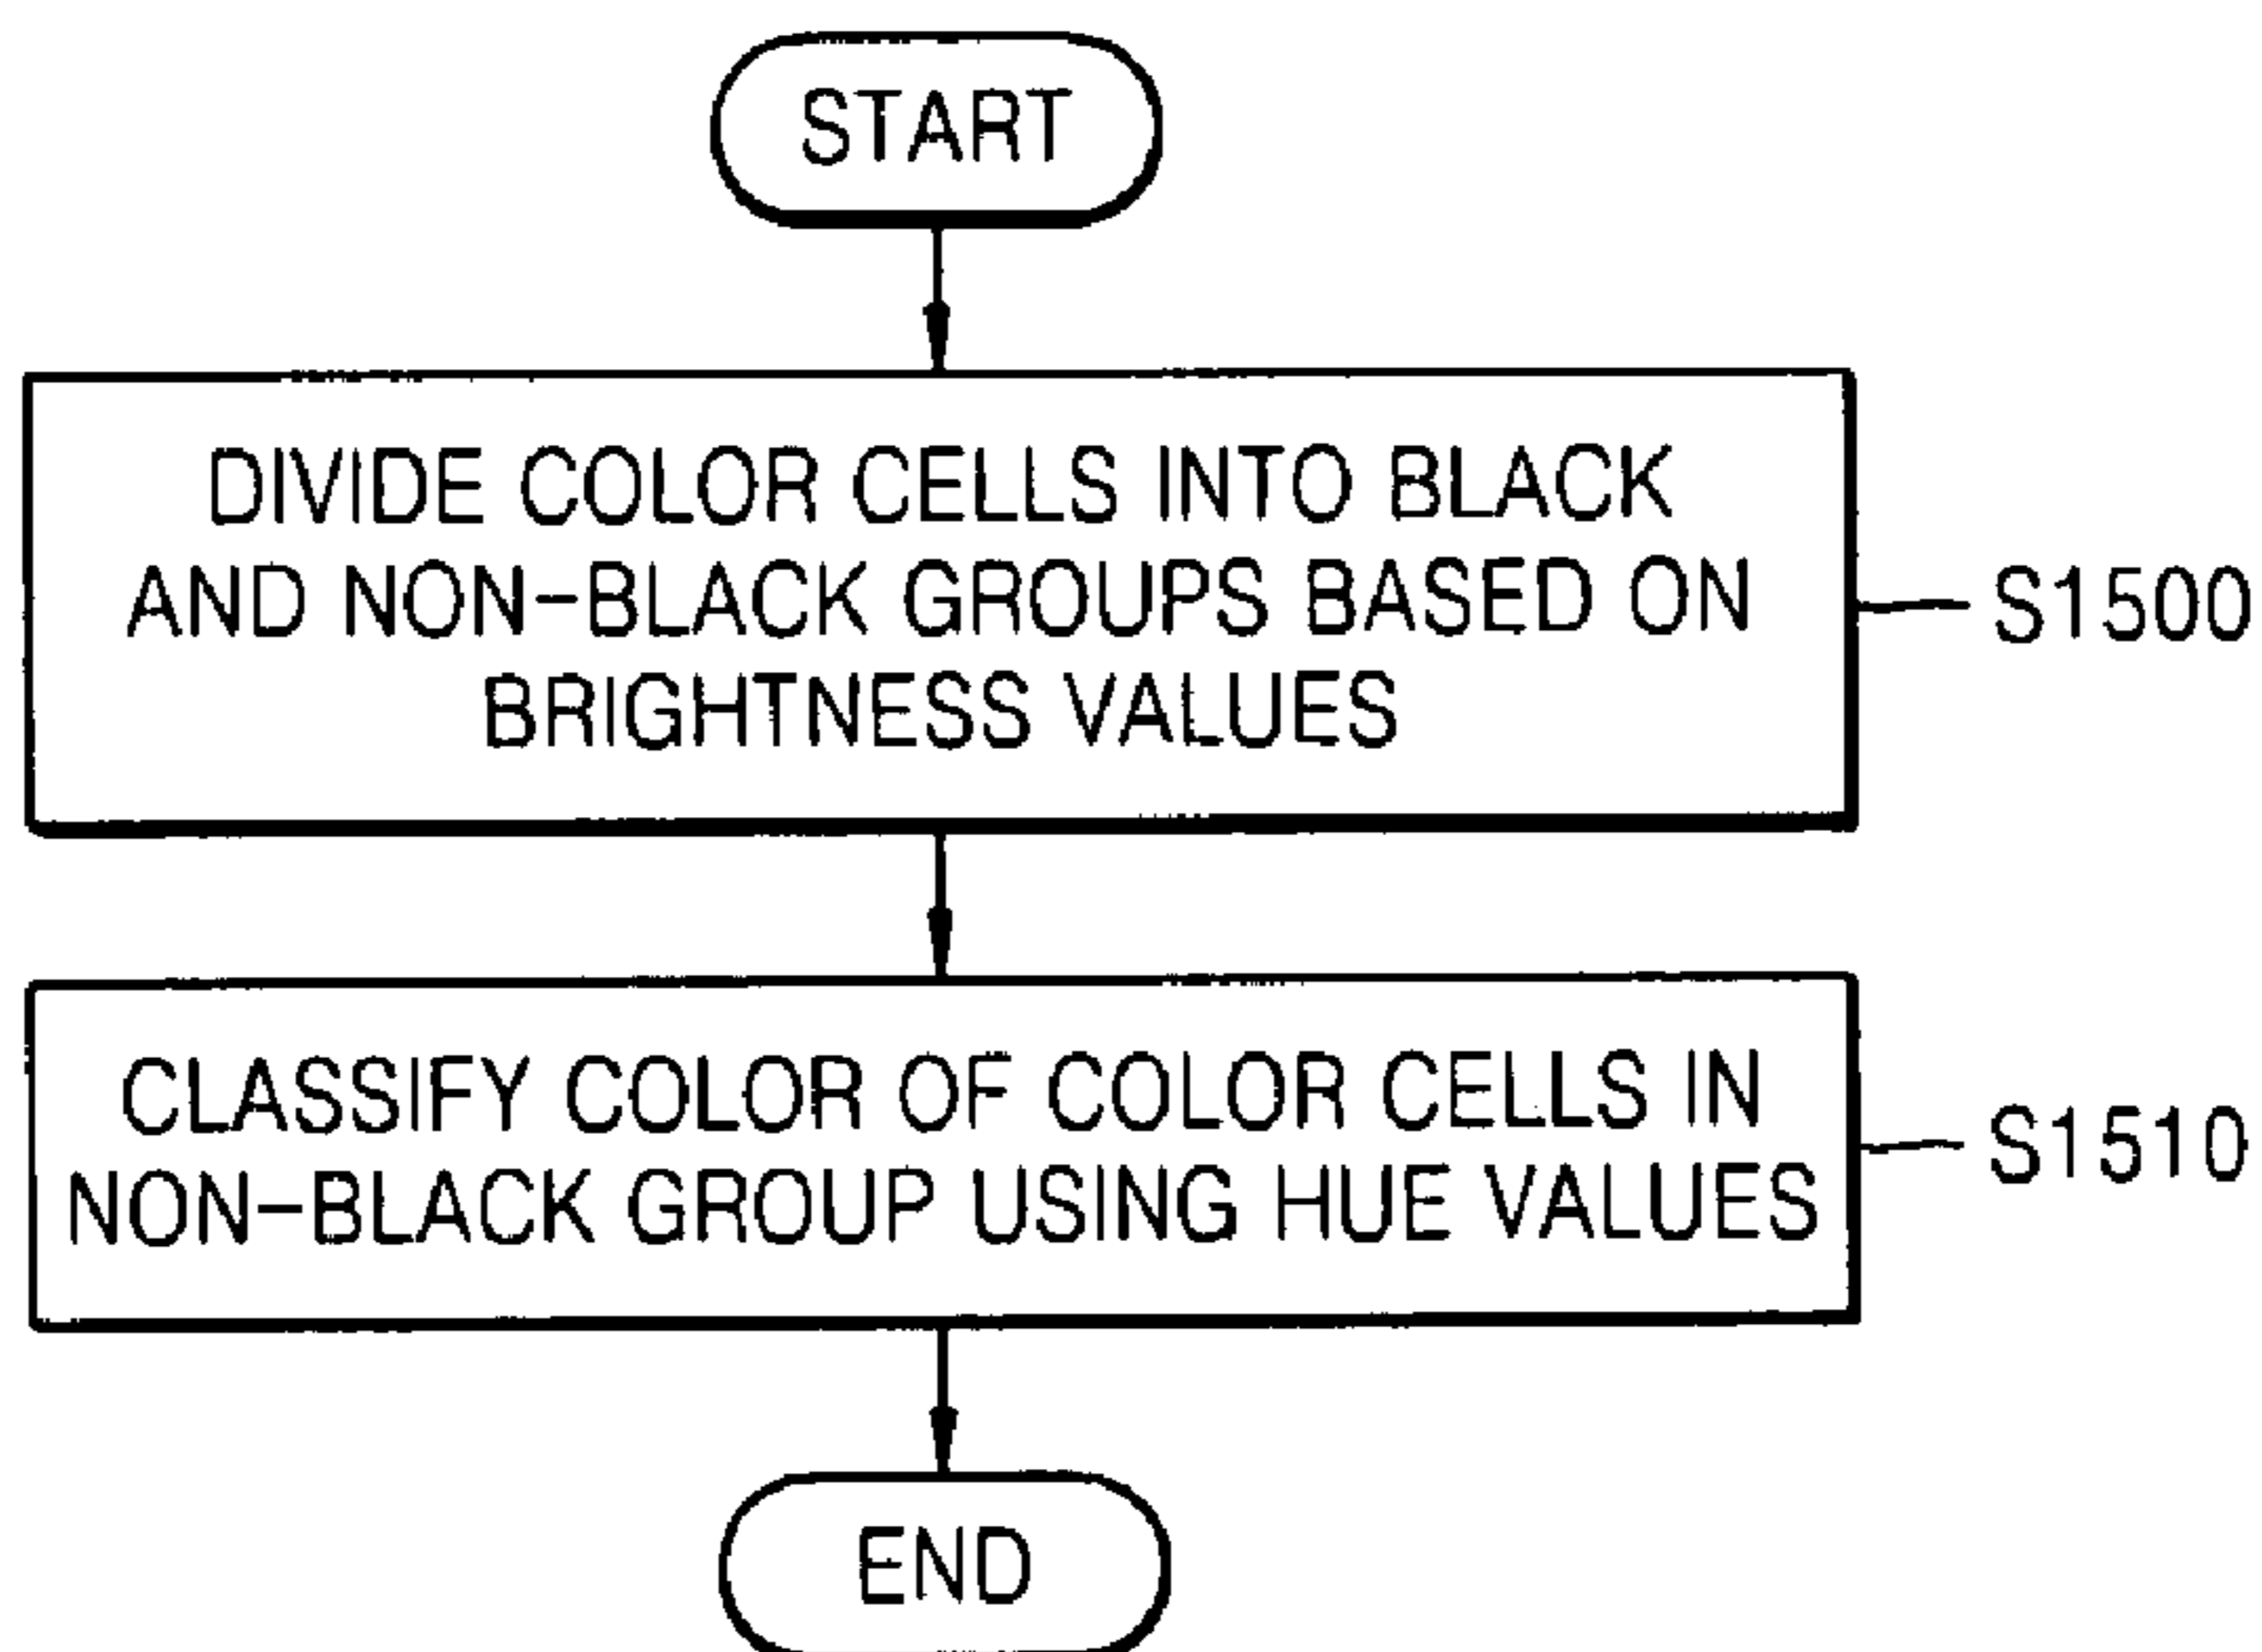 START
DIVIDE COLOR CELLS INTO BLACK
AND NON-BLACK GROUPS BASED ON
BRIGHTNESS VALUES
S1500
CLASSIFY COLOR OF COLOR CELLS IN
NON-BLACK GROUP USING HUE VALUES
S1510
END